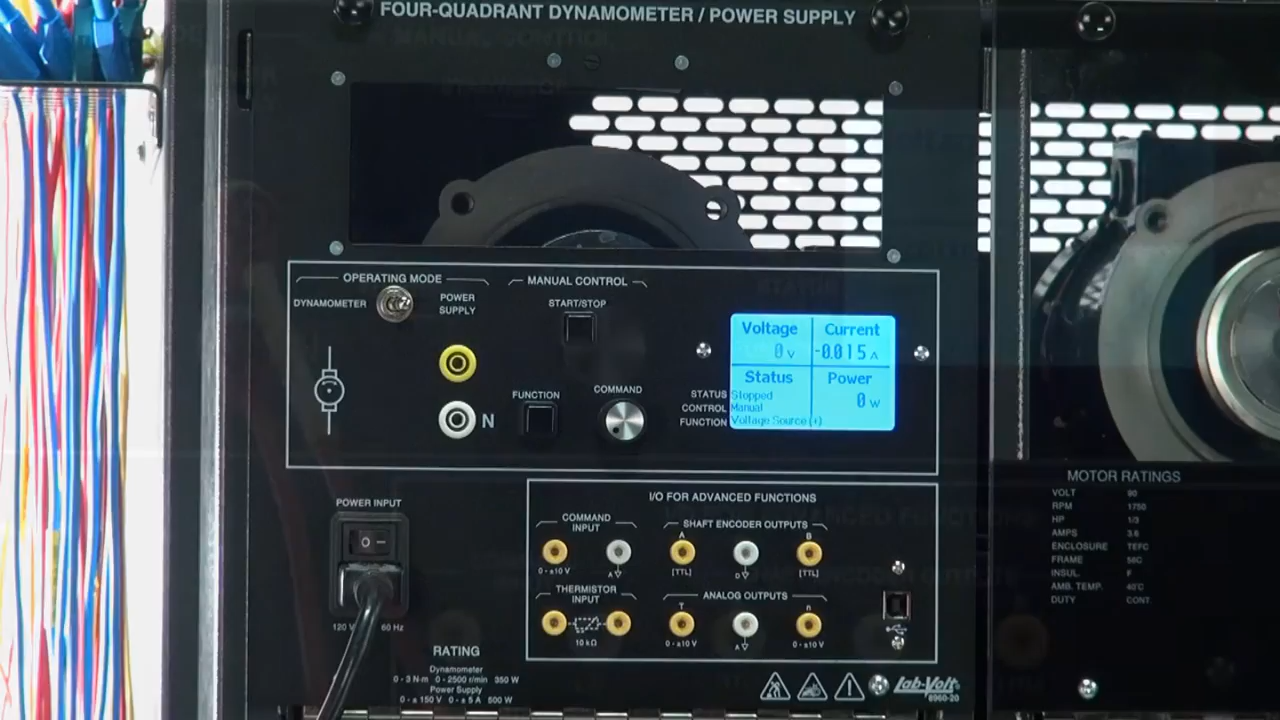 FOUR-QUADRANT DYNAMOMETER / POWER SUPPLY
OPERATING MODE
MANUAL CONTROL
DYNAMOMETER
POWER SUPPLY
START/STOP
Voltage
Current
0 V
-0.015 A
Status
Power
0 W
FUNCTION
COMMAND
N
STATUS Stopped
CONTROL Manual
FUNCTION Voltage Source (+)
POWER INPUT
O -
120 V
60 Hz
RATING
Dynamometer
0 - 3 N·m 0 - 2500 r/min 350 W
Power Supply
0 - ± 150 V 0 - ± 5 A 500 W
I/O FOR ADVANCED FUNCTIONS
COMMAND INPUT
SHAFT ENCODER OUTPUTS
A
B
0 - ±10 V
A
[TTL]
D
[TTL]
THERMISTOR INPUT
ANALOG OUTPUTS
T
n
10 kΩ
0 - ±10 V
A
0 - ±10 V
Lab-Volt
8960-20
MOTOR RATINGS
VOLT 90
RPM 1750
HP 1/3
AMPS 3.6
ENCLOSURE TEFC
FRAME 56C
INSUL. F
AMB. TEMP. 40°C
DUTY CONT.